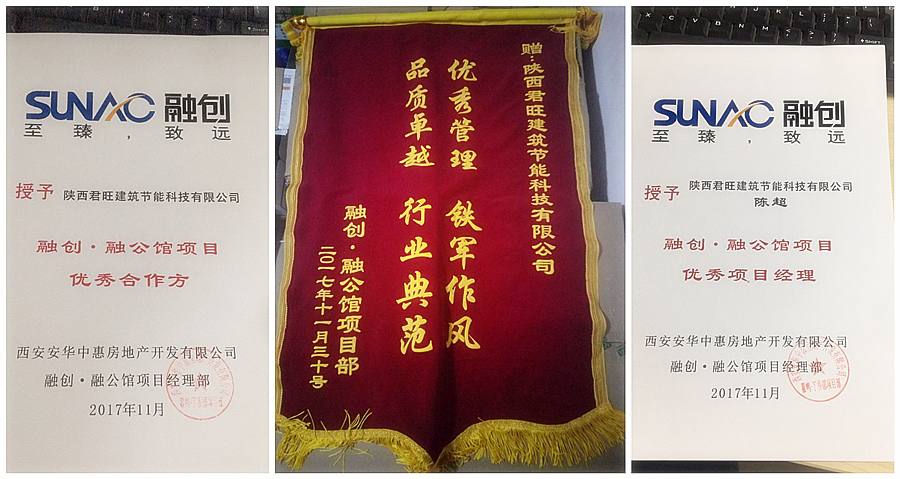 SUNAC 融创
至臻，致远
授予 陕西君旺建筑节能科技有限公司
融创·融公馆项目
优秀合作方
西安安华中惠房地产开发有限公司
融创·融公馆项目经理部
2017年11月
赠：陕西君旺建筑节能科技有限公司
优秀管理 铁军作风
品质卓越 行业典范
融创·融公馆项目部
二〇一七年十一月三十号
SUNAC 融创
至臻，致远
授予 陕西君旺建筑节能科技有限公司
陈超
融创·融公馆项目
优秀项目经理
西安安华中惠房地产开发有限公司
融创·融公馆项目经理部
2017年11月